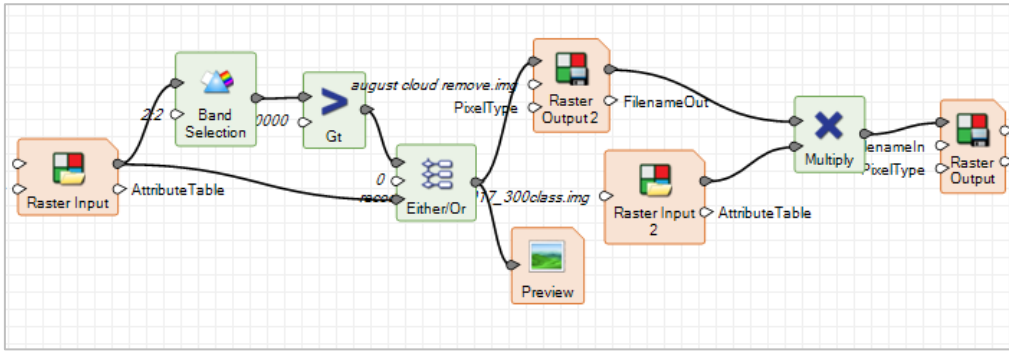 Raster Input
AttributeTable
2:2
Band
Selection
0000
Gt
0
Either/Or
august cloud remove.img
PixelType
Raster
Output 2
FilenameOut
Preview
17_300class.img
Raster Input
2
AttributeTable
Multiply
PixelType
Raster
Output